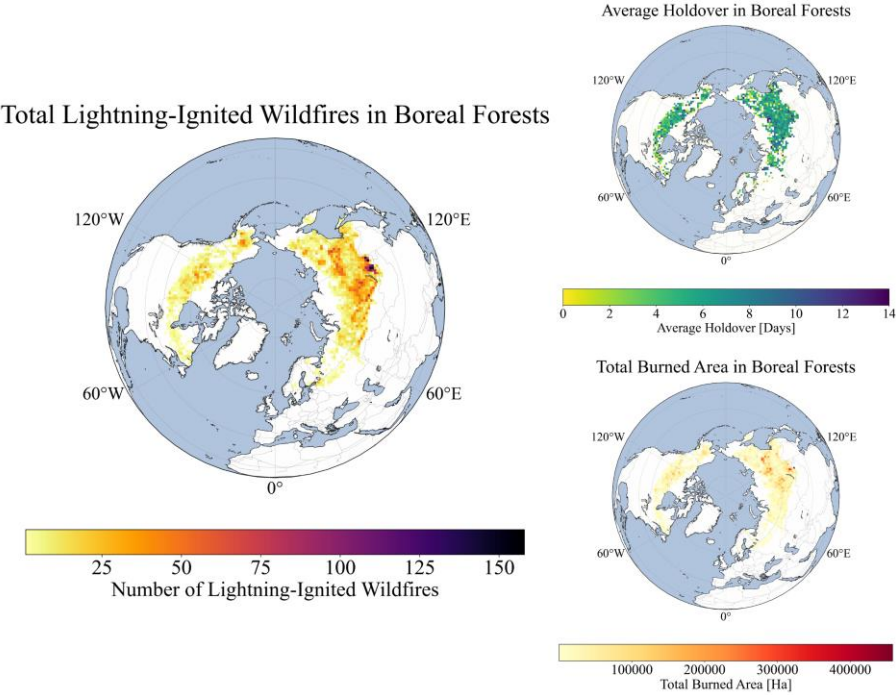 Total Lightning-Ignited Wildfires in Boreal Forests
120°W
120°E
60°W
60°E
0°
25 50 75 100 125 150
Number of Lightning-Ignited Wildfires
Average Holdover in Boreal Forests
120°W
120°E
60°W
60°E
0°
0 2 4 6 8 10 12 14
Average Holdover [Days]
Total Burned Area in Boreal Forests
120°W
120°E
60°W
60°E
0°
100000 200000 300000 400000
Total Burned Area [Ha]